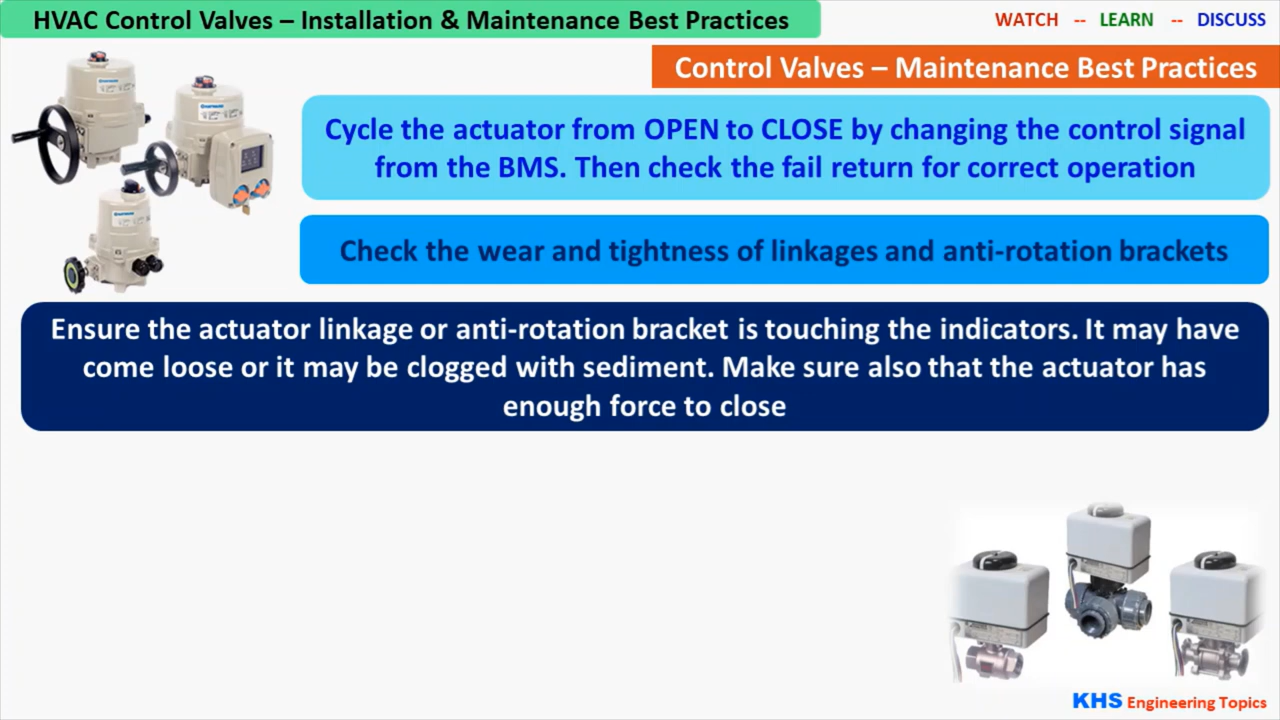 HVAC Control Valves – Installation & Maintenance Best Practices
WATCH -- LEARN -- DISCUSS
Control Valves – Maintenance Best Practices
Cycle the actuator from OPEN to CLOSE by changing the control signal
from the BMS. Then check the fail return for correct operation
Check the wear and tightness of linkages and anti-rotation brackets
Ensure the actuator linkage or anti-rotation bracket is touching the indicators. It may have
come loose or it may be clogged with sediment. Make sure also that the actuator has
enough force to close
KHS Engineering Topics